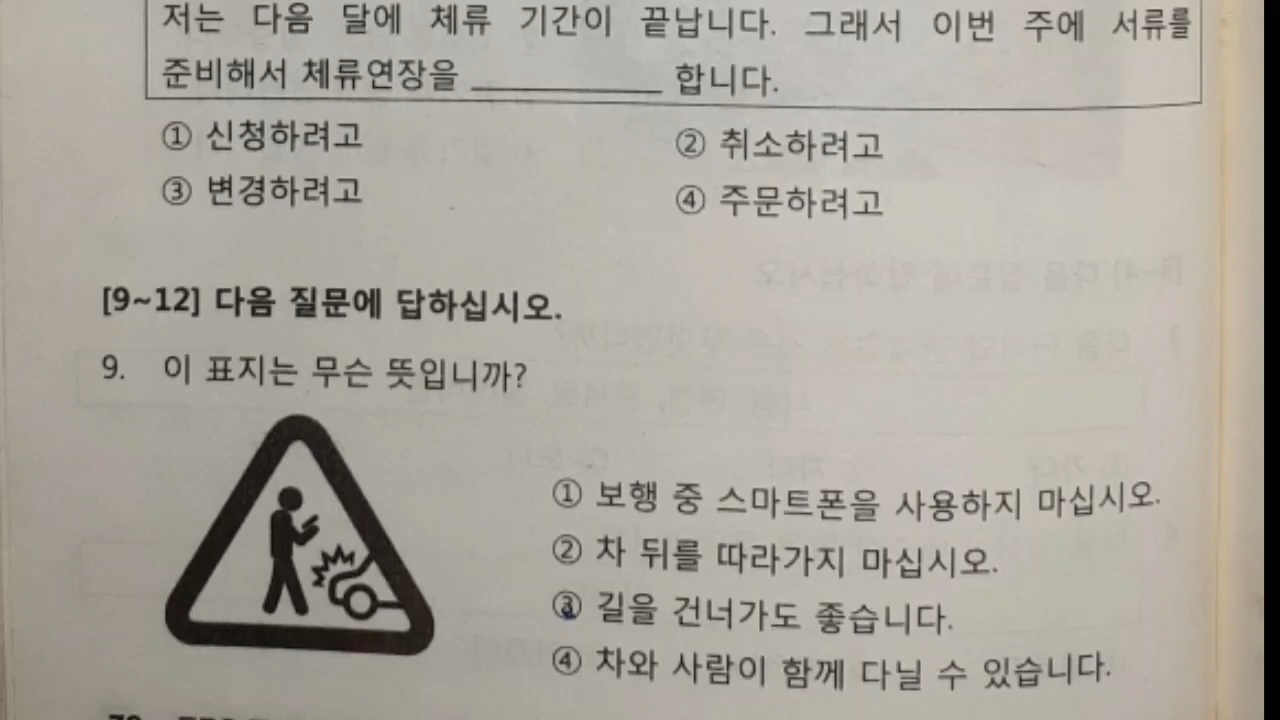 저는 다음 달에 체류 기간이 끝납니다. 그래서 이번 주에 서류를
준비해서 체류연장을 ____________ 합니다.
① 신청하려고
② 취소하려고
③ 변경하려고
④ 주문하려고
[9~12] 다음 질문에 답하십시오.
9. 이 표지는 무슨 뜻입니까?
① 보행 중 스마트폰을 사용하지 마십시오.
② 차 뒤를 따라가지 마십시오.
③ 길을 건너가도 좋습니다.
④ 차와 사람이 함께 다닐 수 있습니다.